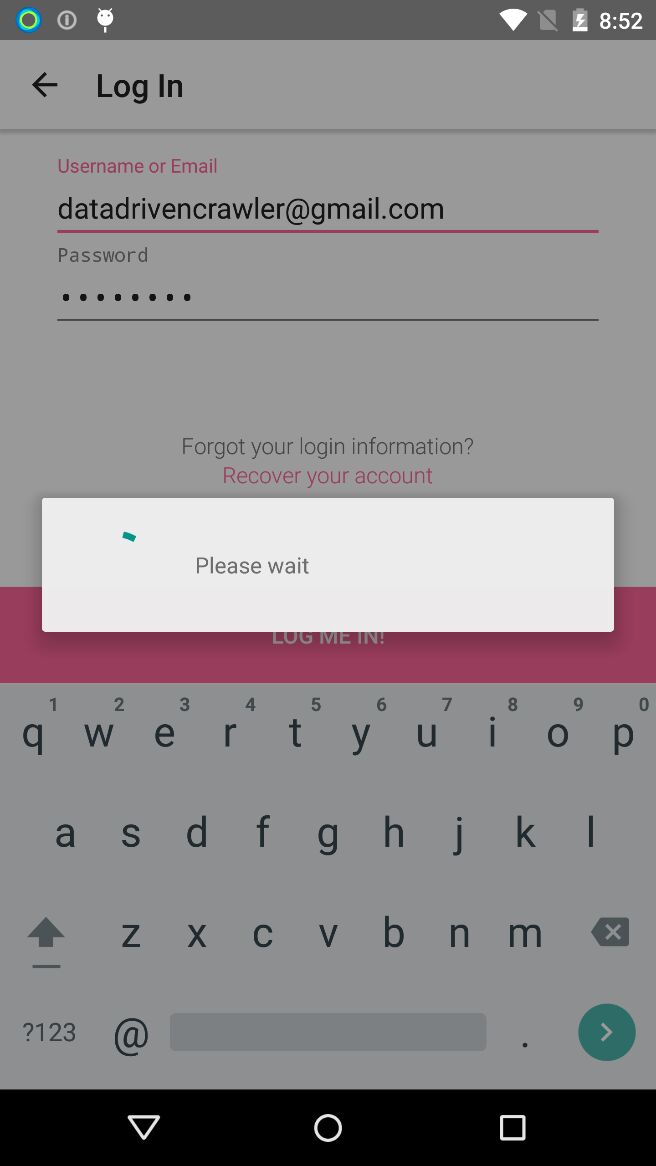 8:52
Log In
Username or Email
datadrivencrawler@gmail.com
Password
Forgot your login information?
Recover your account
Please wait
LOG ME IN!
1 2 3 4 5 6 7 8 9 0
q w e r t y u i o p
a s d f g h j k l
z x c v b n m
?123 @ .